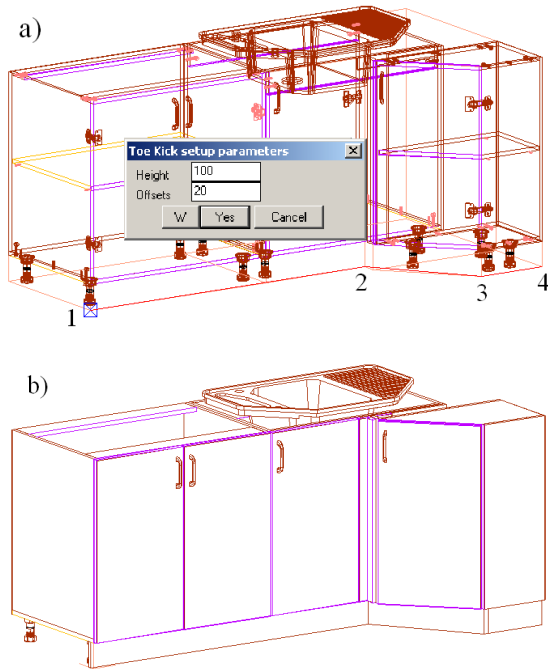 a)
Toe Kick setup parameters
Height 100
Offsets 20
W Yes Cancel
1 2 3 4
b)